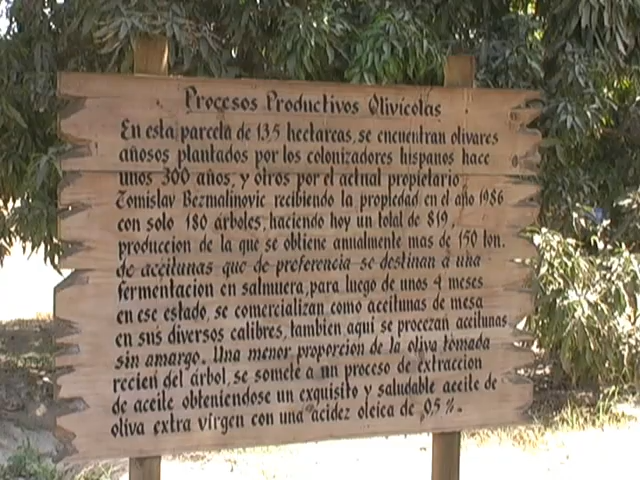 Procesos Productivos Olivícolas
En esta parcela de 13,5 hectareas, se encuentran olivares
añosos plantados por los colonizadores hispanos hace
unos 300 años, y otros por el actual propietario
Tomislav Bezmalinovic recibiendo la propiedad en el año 1986
con solo 180 árboles, haciendo hoy un total de 819,
produccion de la que se obtiene anualmente mas de 150 ton.
de aceitunas que de preferencia se destinan a una
fermentacion en salmuera, para luego de unos 4 meses
en ese estado, se comercializan como aceitunas de mesa
en sus diversos calibres, tambien aqui se procezan aceitunas
sin amargo. Una menor proporcion de la oliva tomada
recien del árbol, se somete a un proceso de extraccion
de aceite obteniendose un exquisito y saludable aceite de
oliva extra virgen con una acidez oleica de 0,5 %.